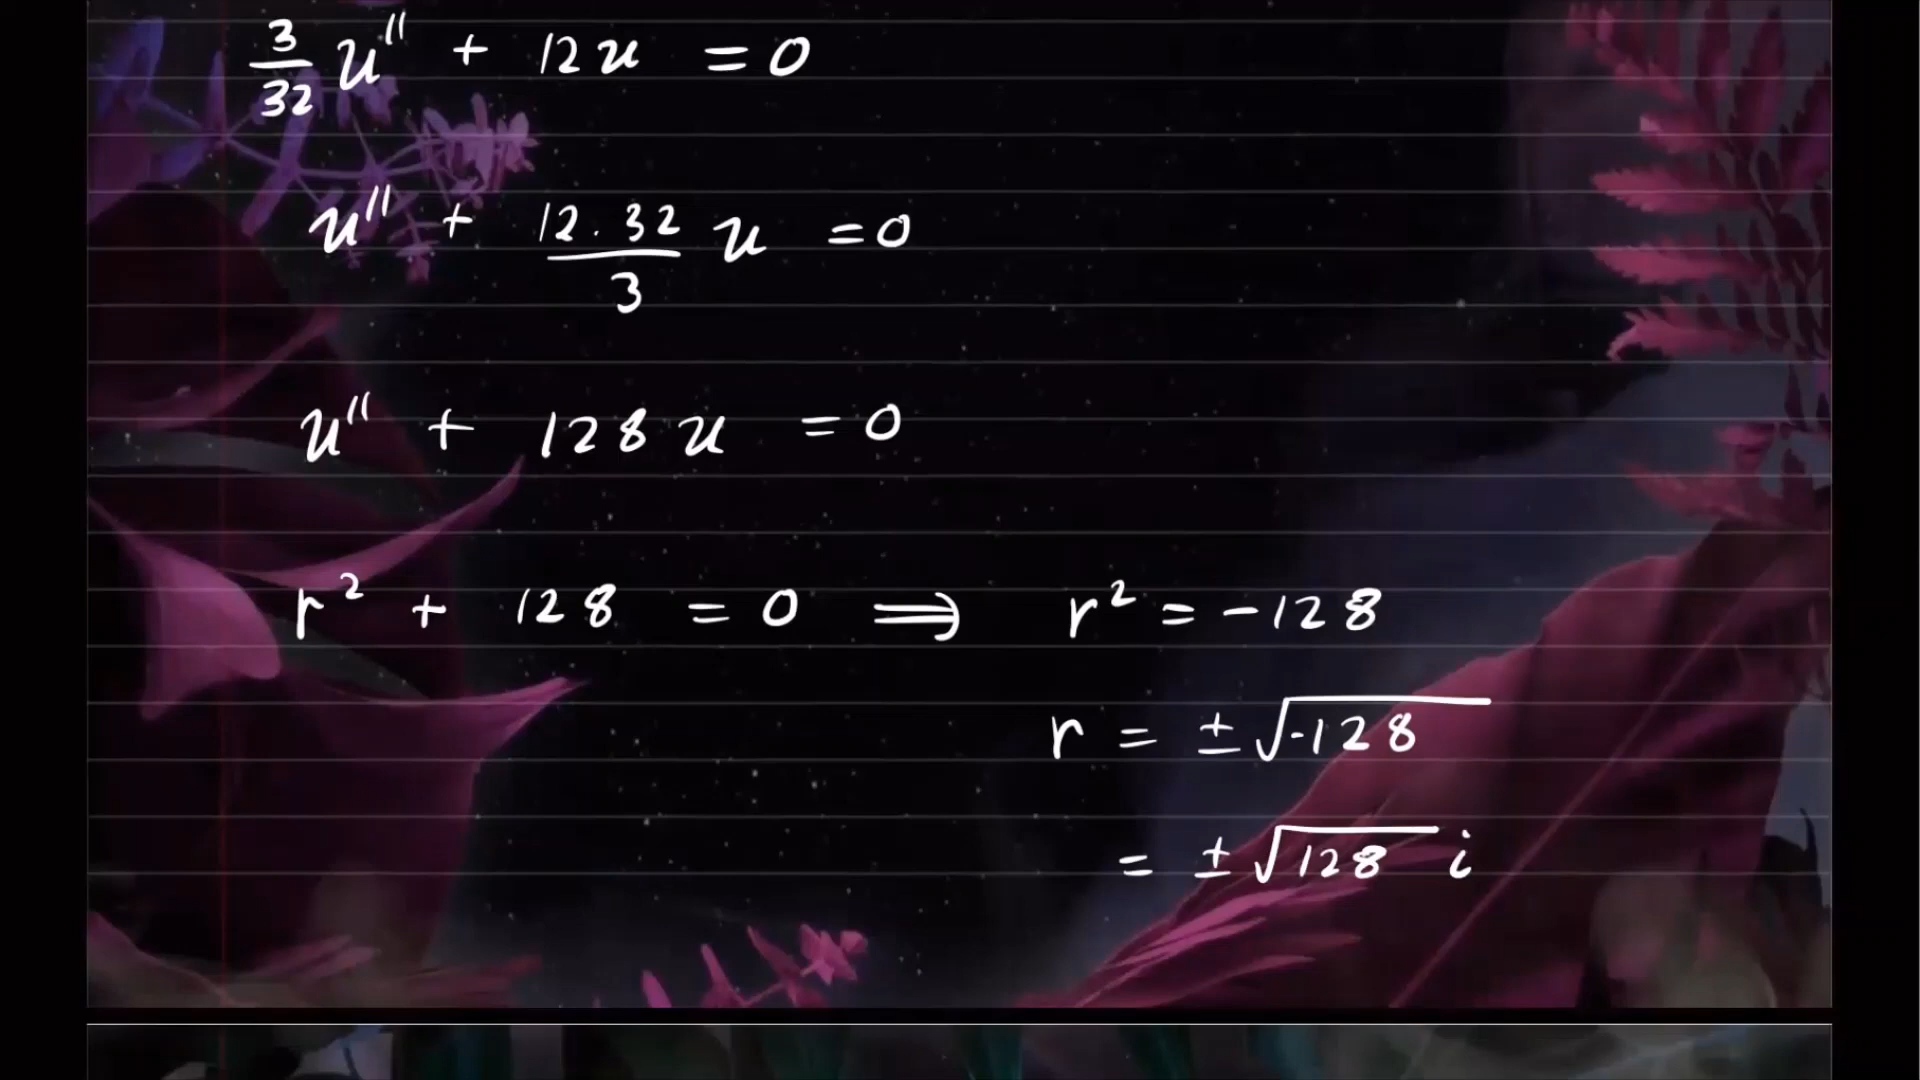 3/32 u'' + 12u = 0
u'' + 12.32/3 u = 0
u'' + 128u = 0
r² + 128 = 0 ⟹ r² = -128
r = ±√-128
= ±√128 i